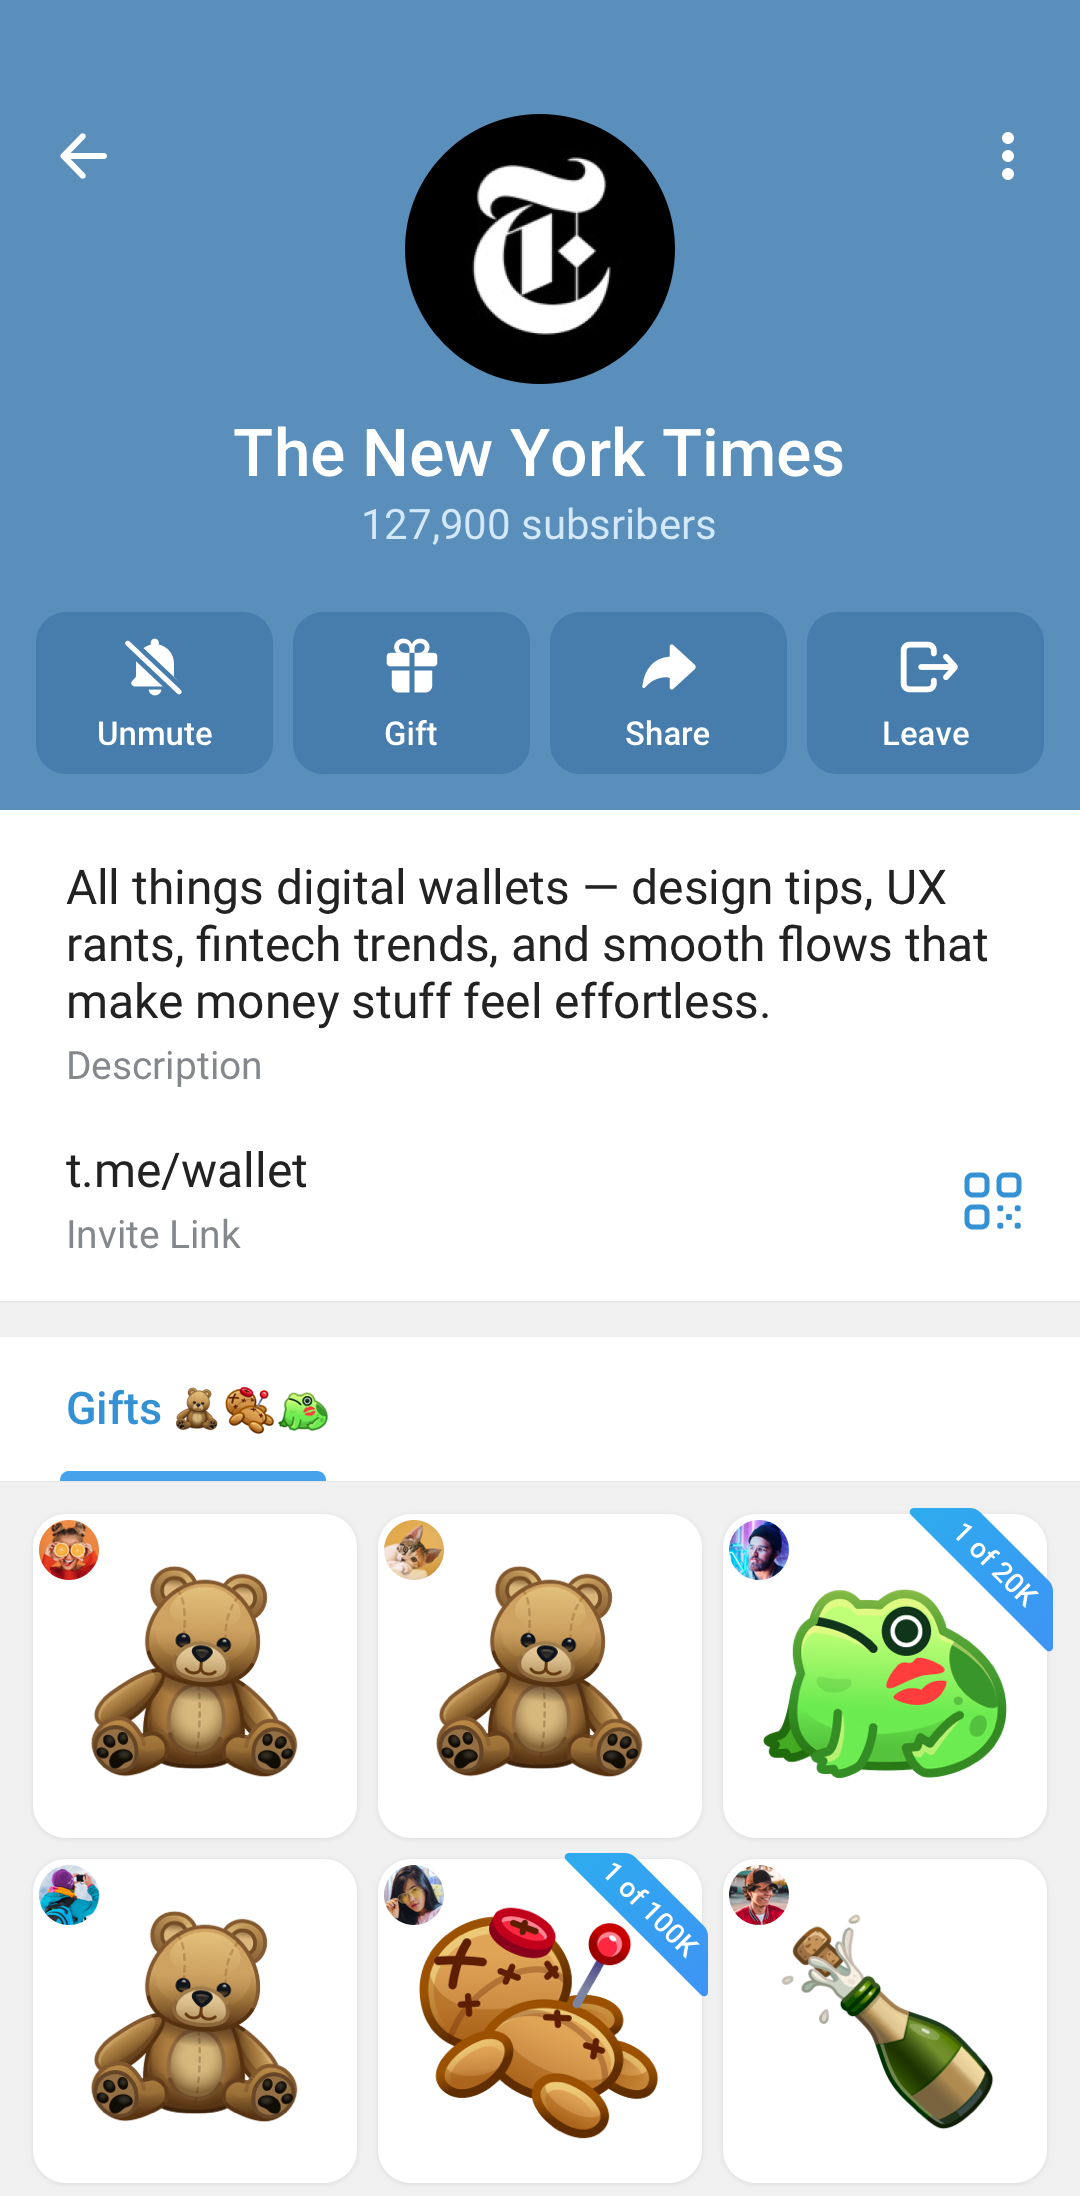 The New York Times
127,900 subsribers
Unmute
Gift
Share
Leave
All things digital wallets — design tips, UX
rants, fintech trends, and smooth flows that
make money stuff feel effortless.
Description
t.me/wallet
Invite Link
Gifts
1 of 20K
1 of 100K